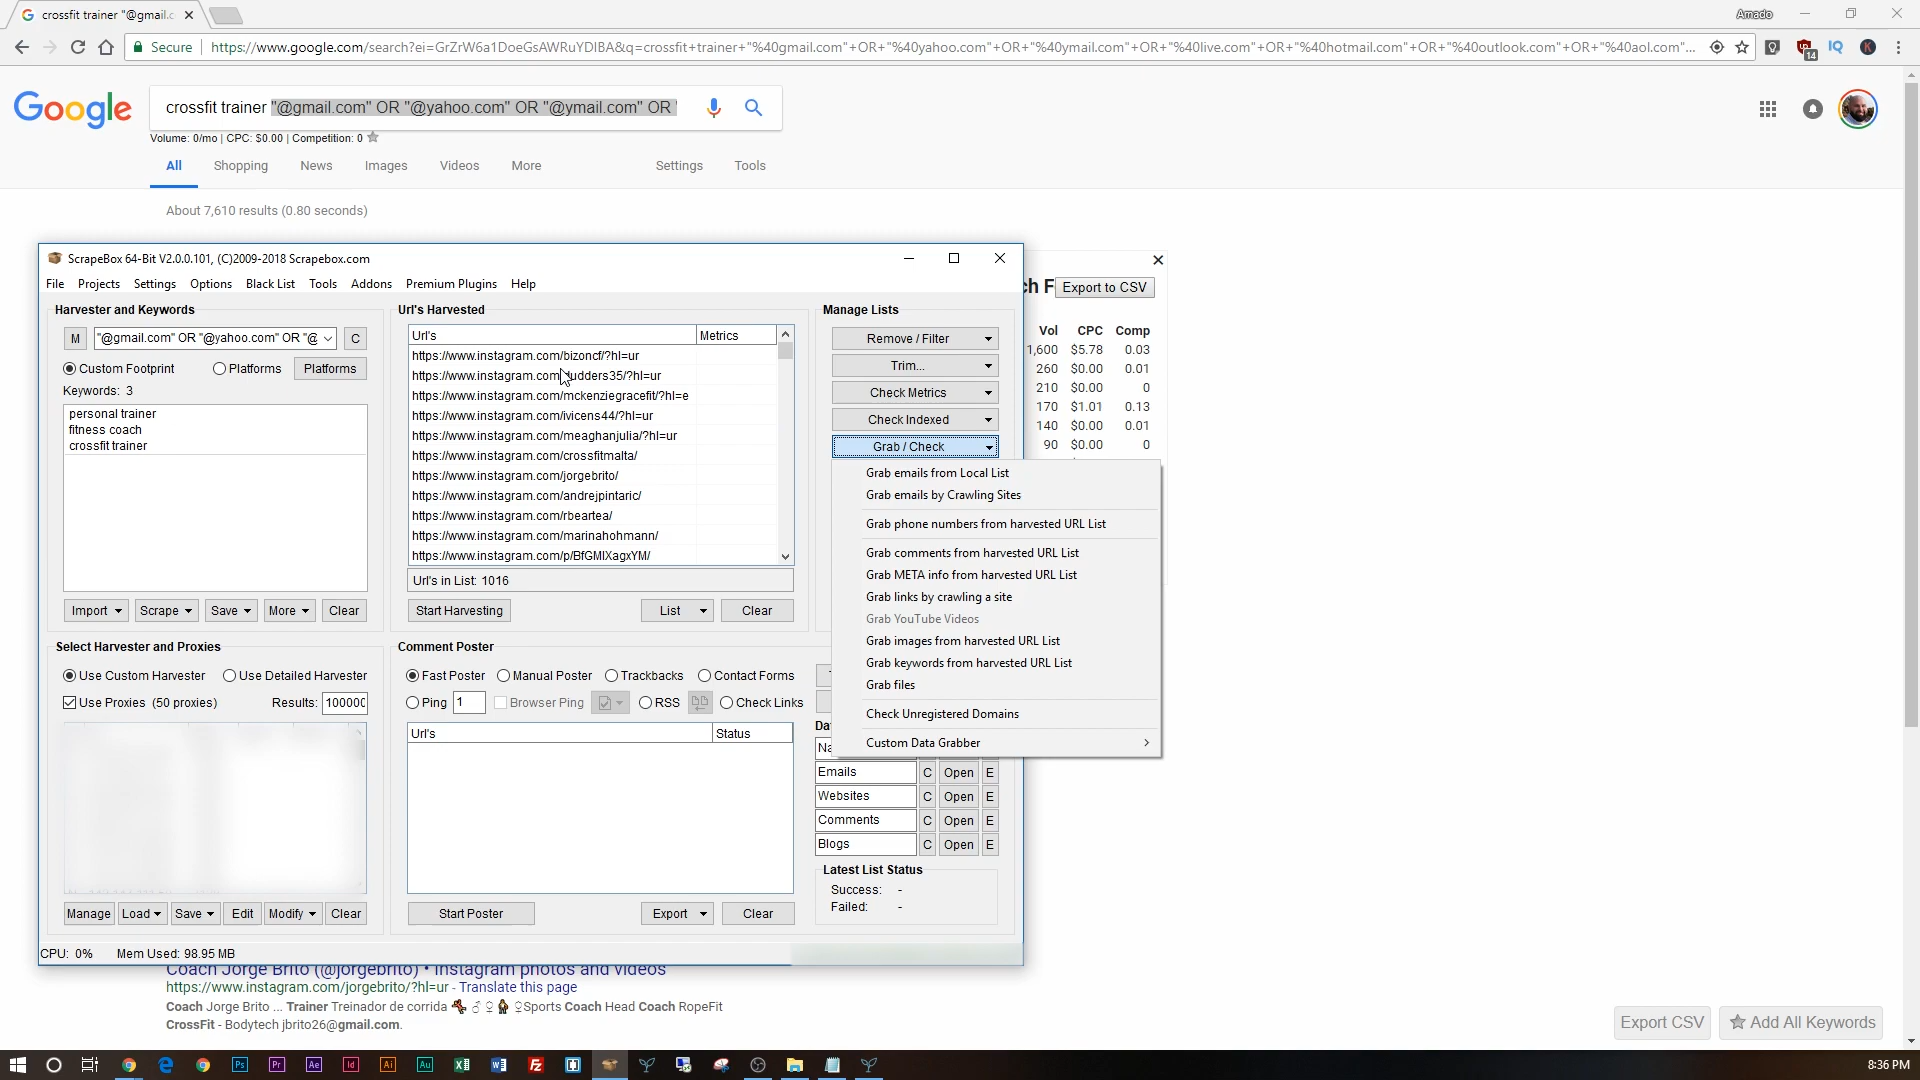 crossfit trainer "@gmail.c
Amado
Secure
https://www.google.com/search?ei=GrZrW6a1DoeGsAWRuYDIBA&q=crossfit+trainer+"%40gmail.com"+OR+"%40yahoo.com"+OR+"%40ymail.com"+OR+"%40live.com"+OR+"%40hotmail.com"+OR+"%40outlook.com"+OR+"%40aol.com"...
14
IQ
K
Google
crossfit trainer "@gmail.com" OR "@yahoo.com" OR "@ymail.com" OR '
Volume: 0/mo | CPC: $0.00 | Competition: 0
All Shopping News Images Videos More Settings Tools
About 7,610 results (0.80 seconds)
ScrapeBox 64-Bit V2.0.0.101, (C)2009-2018 Scrapebox.com
File Projects Settings Options Black List Tools Addons Premium Plugins Help
Harvester and Keywords
M "@gmail.com" OR "@yahoo.com" OR "@ C
Custom Footprint Platforms Platforms
Keywords: 3
personal trainer
fitness coach
crossfit trainer
Import Scrape Save More Clear
Url's Harvested
Url's Metrics
https://www.instagram.com/bizoncf/?hl=ur
https://www.instagram.com/ udders35/?hl=ur
https://www.instagram.com/mckenziegracefit/?hl=e
https://www.instagram.com/ivicens44/?hl=ur
https://www.instagram.com/meaghanjulia/?hl=ur
https://www.instagram.com/crossfitmalta/
https://www.instagram.com/jorgebrito/
https://www.instagram.com/andrejpintaric/
https://www.instagram.com/rbeartea/
https://www.instagram.com/marinahohmann/
https://www.instagram.com/p/BfGMIXagxYM/
Url's in List: 1016
Start Harvesting List Clear
Manage Lists
Remove / Filter
Trim...
Check Metrics
Check Indexed
Grab / Check
Grab emails from Local List
Grab emails by Crawling Sites
Grab phone numbers from harvested URL List
Grab comments from harvested URL List
Grab META info from harvested URL List
Grab links by crawling a site
Grab YouTube Videos
Grab images from harvested URL List
Grab keywords from harvested URL List
Grab files
Check Unregistered Domains
Custom Data Grabber
ch F Export to CSV
Vol CPC Comp
1,600 $5.78 0.03
260 $0.00 0.01
210 $0.00 0
170 $1.01 0.13
140 $0.00 0.01
90 $0.00 0
Select Harvester and Proxies
Use Custom Harvester Use Detailed Harvester
Use Proxies (50 proxies) Results: 10000
Manage Load Save Edit Modify Clear
Comment Poster
Fast Poster Manual Poster Trackbacks Contact Forms
Ping 1 Browser Ping RSS Check Links
Url's Status
Start Poster Export Clear
Da
Na
Emails C Open E
Websites C Open E
Comments C Open E
Blogs C Open E
Latest List Status
Success: -
Failed: -
CPU: 0% Mem Used: 98.95 MB
Coach Jorge Brito (@jorgebrito) • Instagram photos and videos
https://www.instagram.com/jorgebrito/?hl=ur - Translate this page
Coach Jorge Brito ... Trainer Treinador de corrida Sports Coach Head Coach RopeFit
CrossFit - Bodytech jbrito26@gmail.com.
Export CSV Add All Keywords
Ps Pr Ae Id Ai Au
8:36 PM